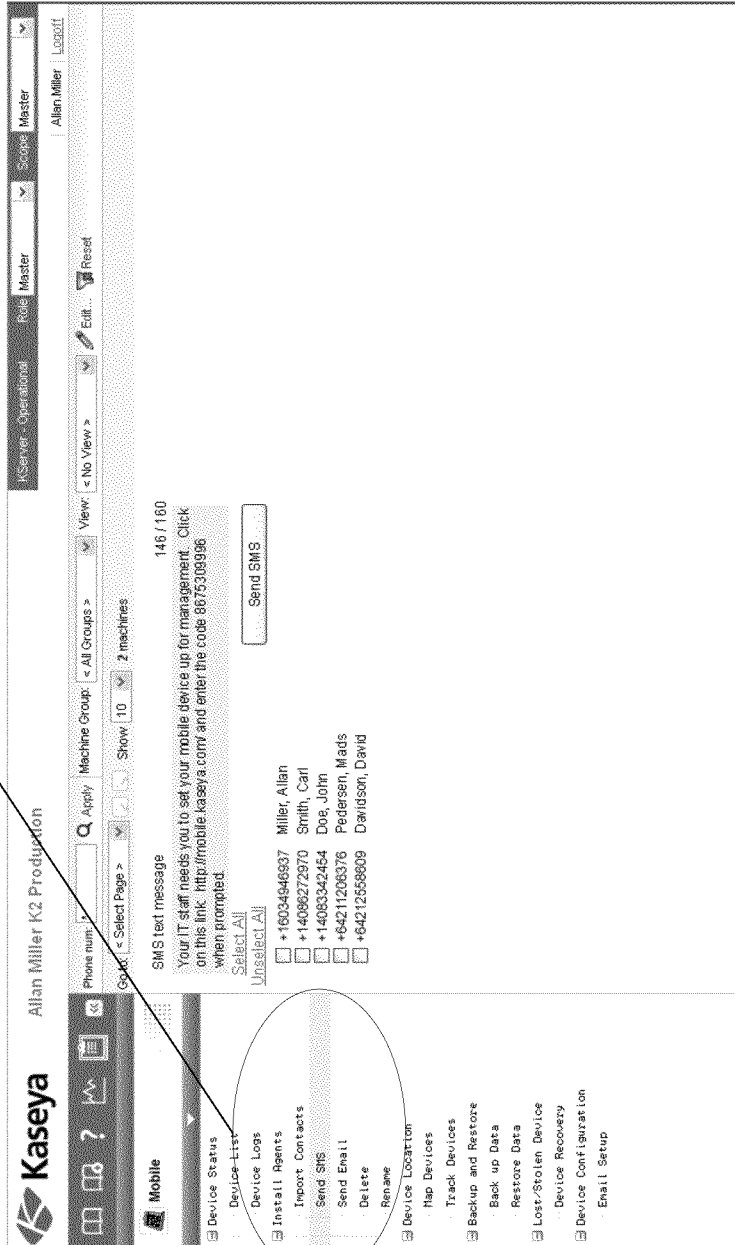 Kaseya
Allan Miller K2 Production
KServer - Operational Role Master Scope Master
Allan.Miller Logoff
Phone num: * Apply Machine Group: < All Groups > View: < No View > Edit... Reset
Go to: < Select Page > Show 10 2 machines
Mobile
Device Status
Device List
Device Logs
Install Agents
Import Contacts
Send SMS
Send Email
Delete
Rename
Device Location
Map Devices
Track Devices
Backup and Restore
Back up Data
Restore Data
Lost/Stolen Device
Device Recovery
Device Configuration
Email Setup
SMS text message 146 / 160
Your IT staff needs you to set your mobile device up for management. Click
on this link: http://mobile.kaseya.com/ and enter the code 8675309996
when prompted.
Select All
Unselect All
Send SMS
+16034946937 Miller, Allan
+14086272970 Smith, Carl
+14083342454 Doe, John
+64211206376 Pedersen, Mads
+64212558609 Davidson, David